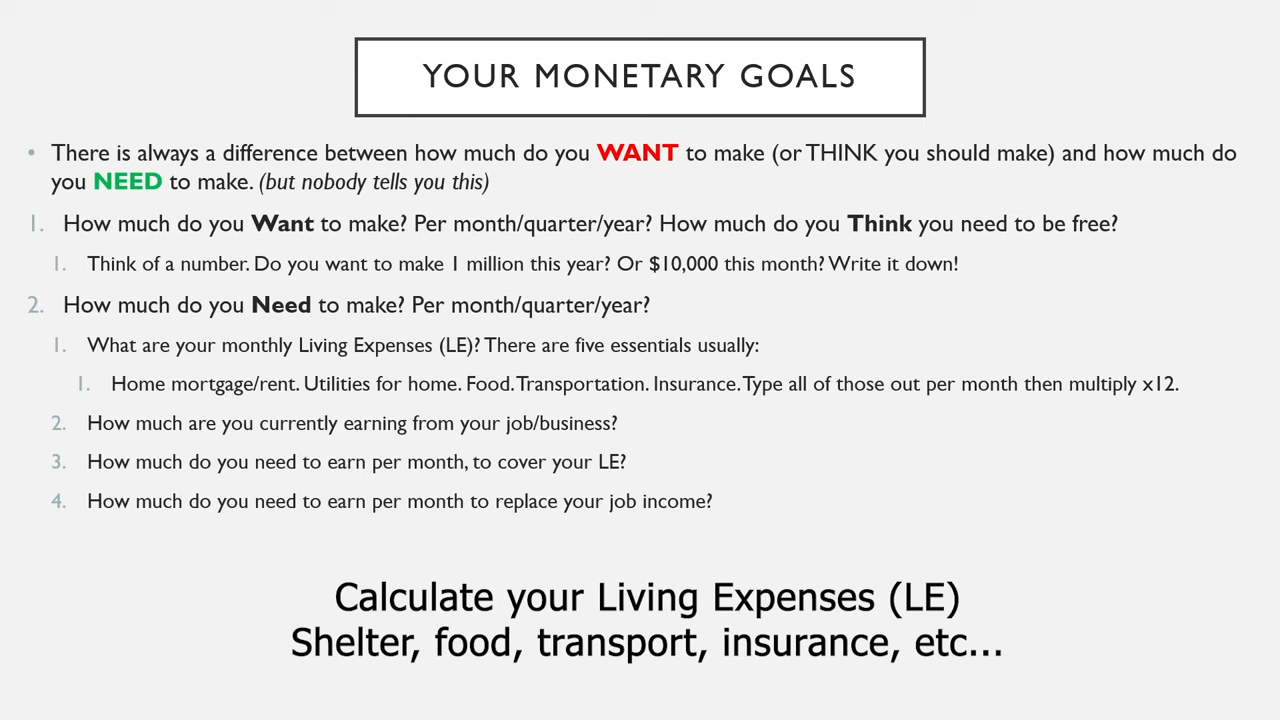 YOUR MONETARY GOALS
• There is always a difference between how much do you WANT to make (or THINK you should make) and how much do
you NEED to make. (but nobody tells you this)
1. How much do you Want to make? Per month/quarter/year? How much do you Think you need to be free?
1. Think of a number. Do you want to make 1 million this year? Or $10,000 this month? Write it down!
2. How much do you Need to make? Per month/quarter/year?
1. What are your monthly Living Expenses (LE)? There are five essentials usually:
1. Home mortgage/rent. Utilities for home. Food. Transportation. Insurance. Type all of those out per month then multiply x12.
2. How much are you currently earning from your job/business?
3. How much do you need to earn per month, to cover your LE?
4. How much do you need to earn per month to replace your job income?
Calculate your Living Expenses (LE)
Shelter, food, transport, insurance, etc...